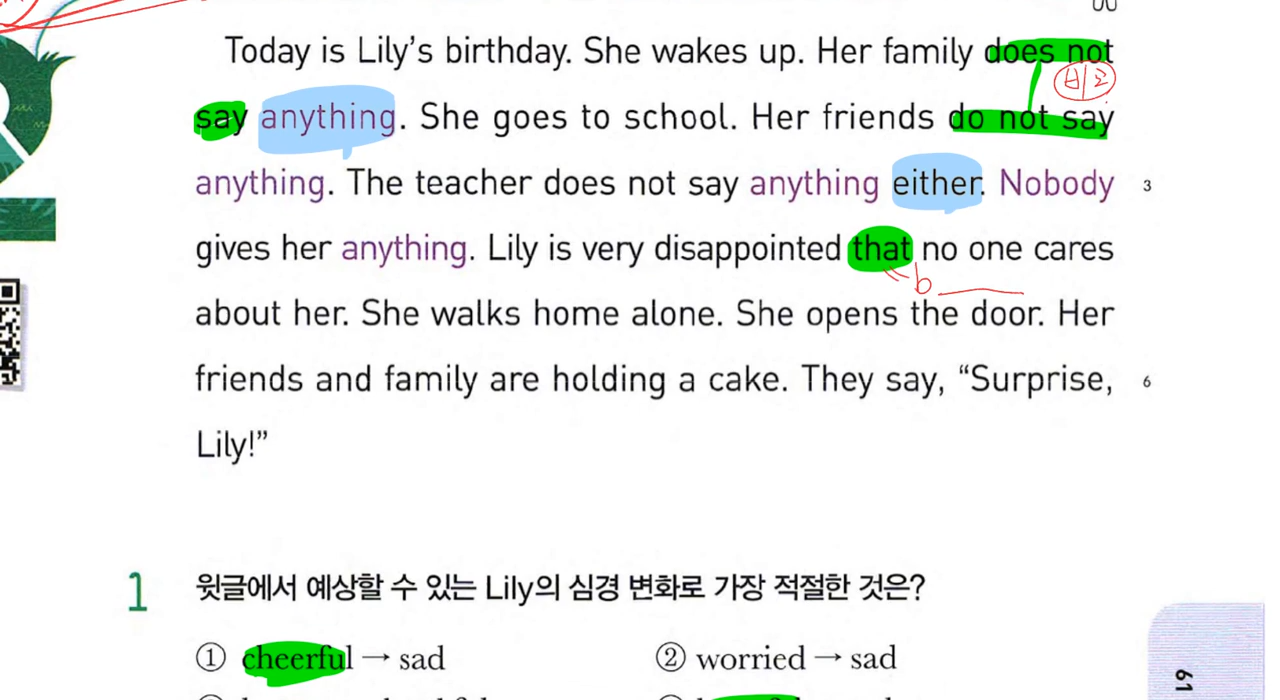 Today is Lily's birthday. She wakes up. Her family does not
비교
say anything. She goes to school. Her friends do not say
anything. The teacher does not say anything either. Nobody 3
gives her anything. Lily is very disappointed that no one cares
about her. She walks home alone. She opens the door. Her
friends and family are holding a cake. They say, “Surprise, 6
Lily!”
1 윗글에서 예상할 수 있는 Lily의 심경 변화로 가장 적절한 것은?
① cheerful → sad ② worried → sad
61